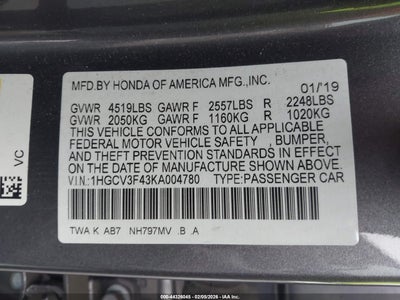 MFD.BY HONDA OF AMERICA MFG.,INC. 01/'19
GVWR 4519LBS GAWR F 2557LBS R 2248LBS
GVWR 2050KG GAWR F 1160KG R 1020KG
THIS VEHICLE CONFORMS TO ALL APPLICABLE
FEDERAL MOTOR VEHICLE SAFETY , BUMPER,
AND THEFT PREVENTION STANDARDS IN EFFECT
ON THE DATE OF MANUFACTURE SHOWN ABOVE.
V.I.N.:1HGCV3F43KA004780 TYPE:PASSENGER CAR
TWA K AB7 NH797MV .B .A
VC